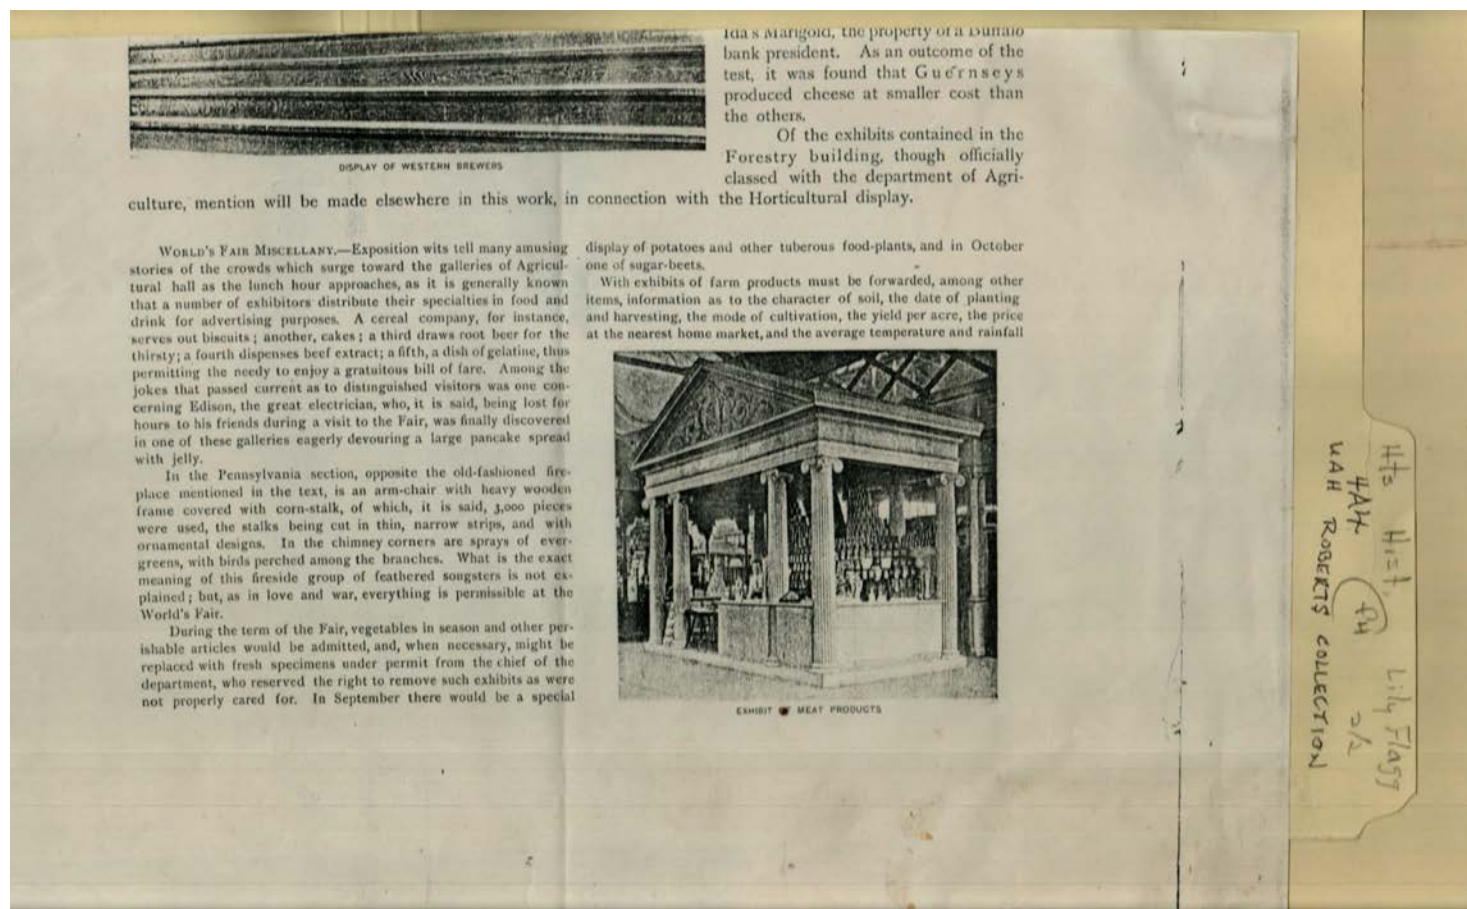 Ida's Marigold, the property of a Buffalo
bank president. As an outcome of the
test, it was found that Guernseys
produced cheese at smaller cost than
the others.
Of the exhibits contained in the
Forestry building, though officially
classed with the department of Agri-
DISPLAY OF WESTERN BREWERS
culture, mention will be made elsewhere in this work, in connection with the Horticultural display.
WORLD'S FAIR MISCELLANY.—Exposition wits tell many amusing
stories of the crowds which surge toward the galleries of Agricul-
tural hall as the lunch hour approaches, as it is generally known
that a number of exhibitors distribute their specialties in food and
drink for advertising purposes. A cereal company, for instance,
serves out biscuits; another, cakes; a third draws root beer for the
thirsty; a fourth dispenses beef extract; a fifth, a dish of gelatine, thus
permitting the needy to enjoy a gratuitous bill of fare. Among the
jokes that passed current as to distinguished visitors was one con-
cerning Edison, the great electrician, who, it is said, being lost for
hours to his friends during a visit to the Fair, was finally discovered
in one of these galleries eagerly devouring a large pancake spread
with jelly.
In the Pennsylvania section, opposite the old-fashioned fire-
place mentioned in the text, is an arm-chair with heavy wooden
frame covered with corn-stalk, of which, it is said, 3,000 pieces
were used, the stalks being cut in thin, narrow strips, and with
ornamental designs. In the chimney corners are sprays of ever-
greens, with birds perched among the branches. What is the exact
meaning of this fireside group of feathered songsters is not ex-
plained; but, as in love and war, everything is permissible at the
World's Fair.
During the term of the Fair, vegetables in season and other per-
ishable articles would be admitted, and, when necessary, might be
replaced with fresh specimens under permit from the chief of the
department, who reserved the right to remove such exhibits as were
not properly cared for. In September there would be a special
display of potatoes and other tuberous food-plants, and in October
one of sugar-beets.
With exhibits of farm products must be forwarded, among other
items, information as to the character of soil, the date of planting
and harvesting, the mode of cultivation, the yield per acre, the price
at the nearest home market, and the average temperature and rainfall
EXHIBIT OF MEAT PRODUCTS
Hts Hist. Lily Flagg
2/2
UAH ROBERTS COLLECTION